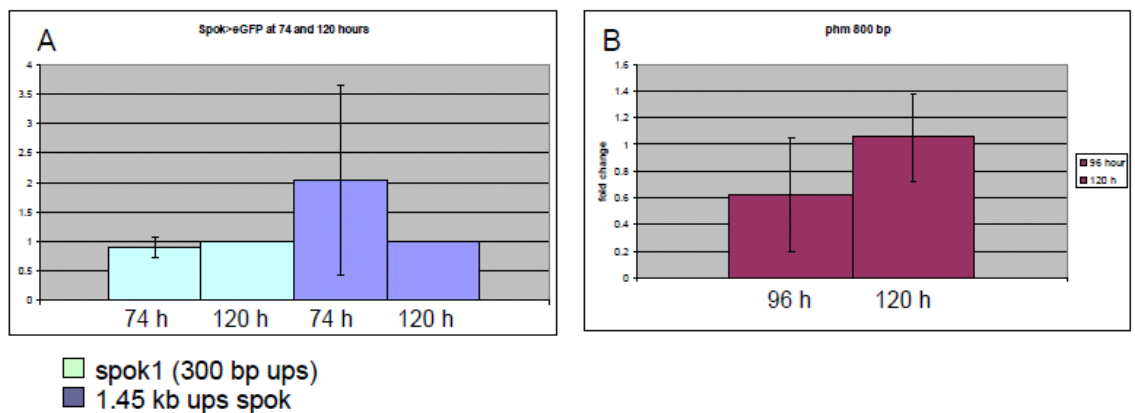 A
Spok>eGFP at 74 and 120 hours
4
3.5
3
2.5
2
1.5
1
0.5
0
74 h 120 h 74 h 120 h
spok1 (300 bp ups)
1.45 kb ups spok
B
phm 800 bp
fold change
1.6
1.4
1.2
1
0.8
0.6
0.4
0.2
0
96 h 120 h
96 hour
120 h